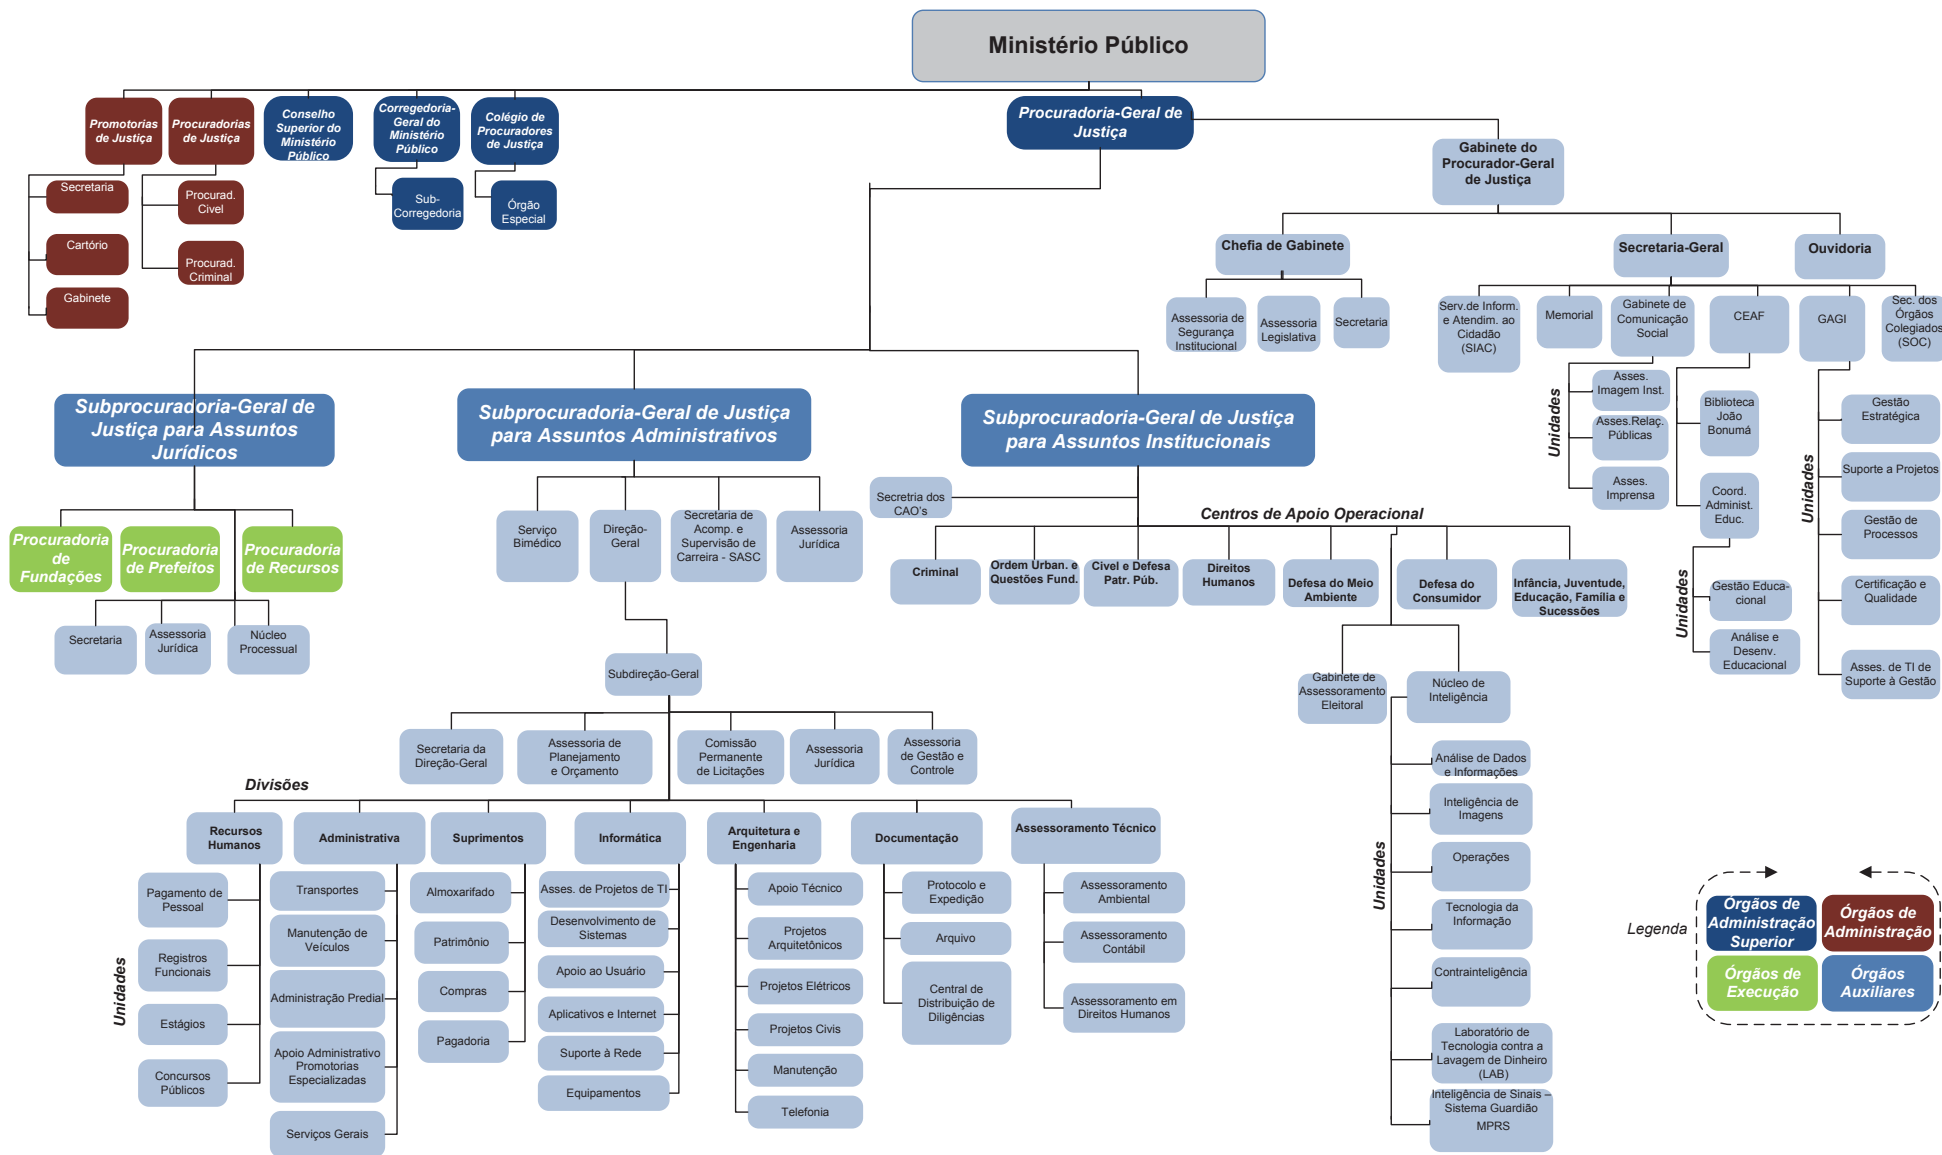 Ministério Público
Promotorias
de Justiça
Procuradorias
de Justiça
Conselho
Superior do
Ministério
Público
Corregedoria-
Geral do
Ministério
Público
Colégio de
Procuradores
de Justiça
Procuradoria-Geral de
Justiça
Gabinete do
Procurador-Geral
de Justiça
Secretaria
Cartório
Gabinete
Procurad.
Civel
Procurad.
Criminal
Sub-
Corregedoria
Órgão
Especial
Chefia de Gabinete
Secretaria-Geral
Ouvidoria
Assessoria de
Segurança
Institucional
Assessoria
Legislativa
Secretaria
Serv.de Inform.
e Atendim. ao
Cidadão
(SIAC)
Memorial
Gabinete de
Comunicação
Social
CEAF
GAGI
Sec. dos
Órgãos
Colegiados
(SOC)
Unidades
Asses.
Imagem Inst.
Asses.Relaç.
Públicas
Asses.
Imprensa
Biblioteca
João
Bonumá
Coord.
Administ.
Educ.
Unidades
Gestão Educa-
cional
Análise e
Desenv.
Educacional
Unidades
Gestão
Estratégica
Suporte a Projetos
Gestão de
Processos
Certificação e
Qualidade
Asses. de TI de
Suporte à Gestão
Subprocuradoria-Geral de
Justiça para Assuntos
Jurídicos
Subprocuradoria-Geral de Justiça
para Assuntos Administrativos
Subprocuradoria-Geral de Justiça
para Assuntos Institucionais
Procuradoria
de
Fundações
Procuradoria
de Prefeitos
Procuradoria
de Recursos
Secretaria
Assessoria
Jurídica
Núcleo
Processual
Serviço
Bimédico
Direção-
Geral
Secretaria de
Acomp. e
Supervisão de
Carreira - SASC
Assessoria
Jurídica
Secretria dos
CAO's
Centros de Apoio Operacional
Criminal
Ordem Urban. e
Questões Fund.
Civel e Defesa
Patr. Púb.
Direitos
Humanos
Defesa do Meio
Ambiente
Defesa do
Consumidor
Infância, Juventude,
Educação, Família e
Sucessões
Subdireção-Geral
Gabinete de
Assessoramento
Eleitoral
Núcleo de
Inteligência
Secretaria da
Direção-Geral
Assessoria de
Planejamento
e Orçamento
Comissão
Permanente
de Licitações
Assessoria
Jurídica
Assessoria
de Gestão e
Controle
Divisões
Recursos
Humanos
Administrativa
Suprimentos
Informática
Arquitetura e
Engenharia
Documentação
Assessoramento Técnico
Unidades
Pagamento de
Pessoal
Registros
Funcionais
Estágios
Concursos
Públicos
Transportes
Manutenção de
Veículos
Administração Predial
Apoio Administrativo
Promotorias
Especializadas
Serviços Gerais
Almoxarifado
Patrimônio
Compras
Pagadoria
Asses. de Projetos de TI
Desenvolvimento de
Sistemas
Apoio ao Usuário
Aplicativos e Internet
Suporte à Rede
Equipamentos
Apoio Técnico
Projetos
Arquitetônicos
Projetos Elétricos
Projetos Civis
Manutenção
Telefonia
Protocolo e
Expedição
Arquivo
Central de
Distribuição de
Diligências
Assessoramento
Ambiental
Assessoramento
Contábil
Assessoramento em
Direitos Humanos
Unidades
Análise de Dados
e Informações
Inteligência de
Imagens
Operações
Tecnologia da
Informação
Contrainteligência
Laboratório de
Tecnologia contra a
Lavagem de Dinheiro
(LAB)
Inteligência de Sinais –
Sistema Guardião
MPRS
Legenda
Órgãos de
Administração
Superior
Órgãos de
Administração
Órgãos de
Execução
Órgãos
Auxiliares